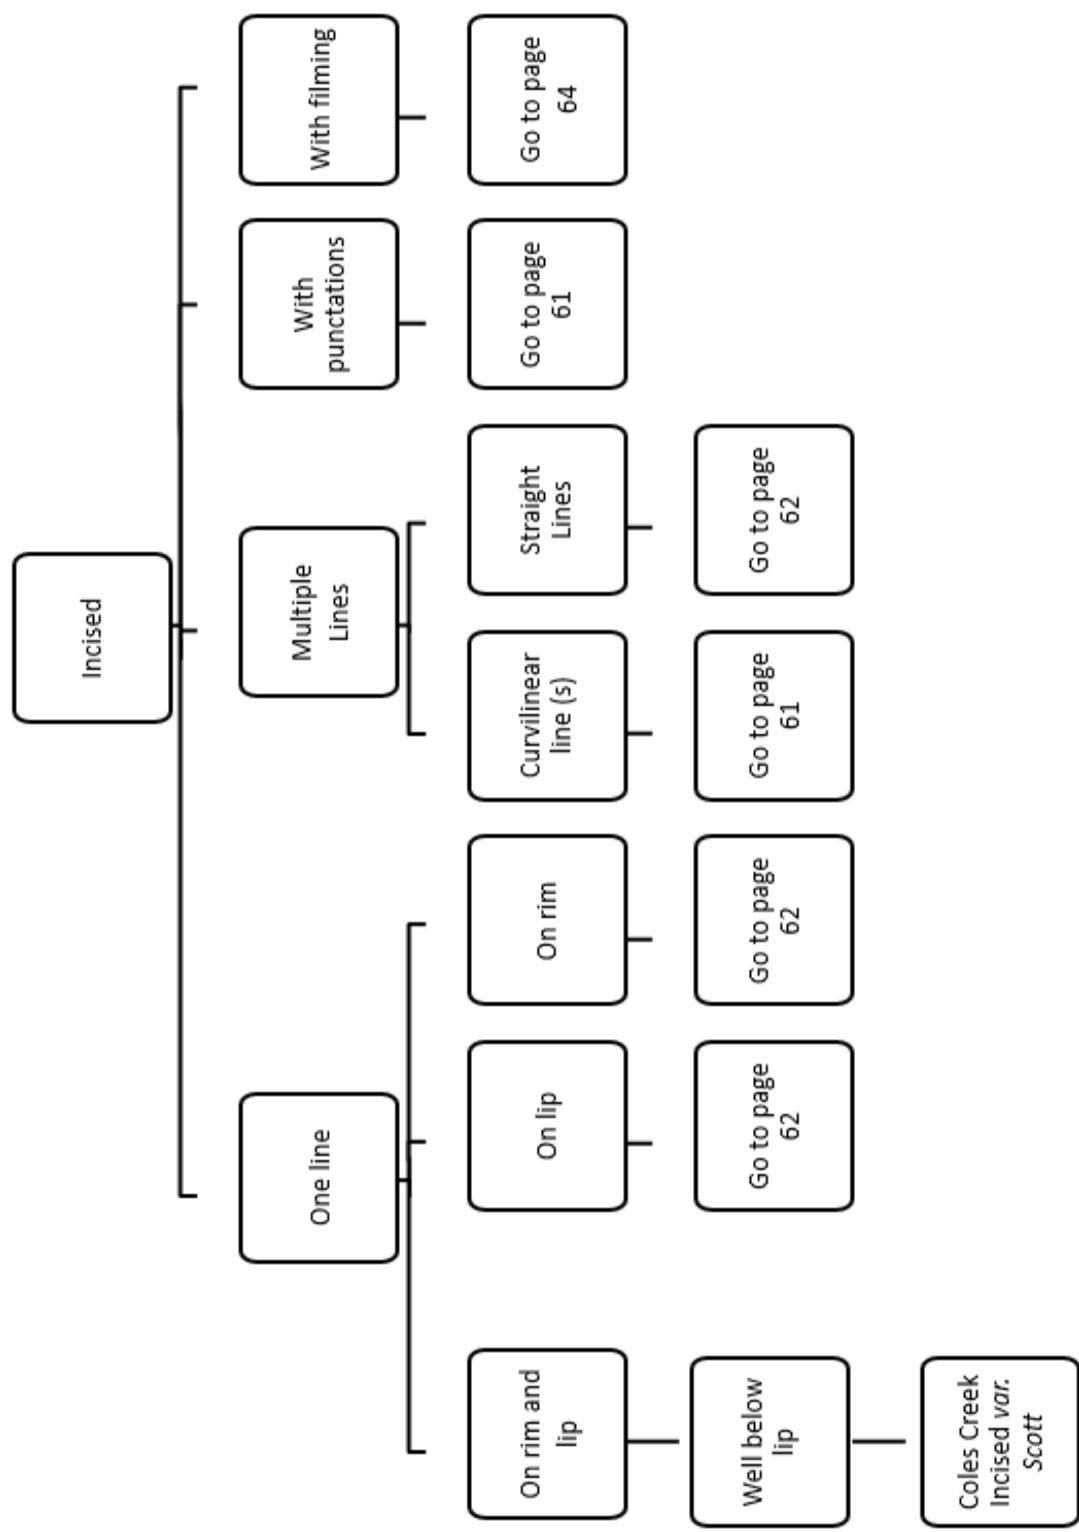 Incised
One line
Multiple
Lines
With
punctations
With filming
On rim and
lip
On lip
On rim
Curvilinear
line (s)
Straight
Lines
Go to page
61
Go to page
64
Well below
lip
Go to page
62
Go to page
62
Go to page
61
Go to page
62
Coles Creek
Incised var.
Scott